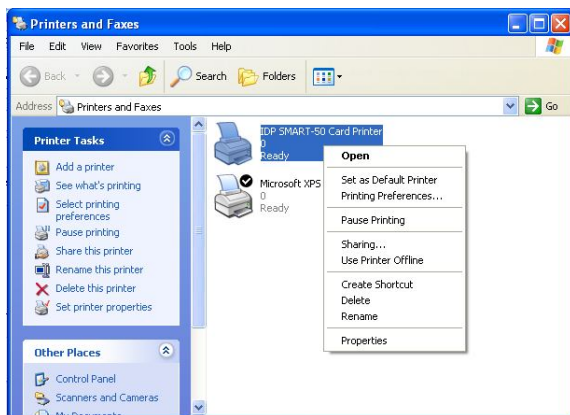 Printers and Faxes
File Edit View Favorites Tools Help
Back Search Folders
Address Printers and Faxes Go
Printer Tasks
Add a printer
See what's printing
Select printing
preferences
Pause printing
Share this printer
Rename this printer
Delete this printer
Set printer properties
Other Places
Control Panel
Scanners and Cameras
My Documents
IDP SMART-50 Card Printer
0
Ready
Microsoft XPS
0
Ready
Open
Set as Default Printer
Printing Preferences...
Pause Printing
Sharing...
Use Printer Offline
Create Shortcut
Delete
Rename
Properties